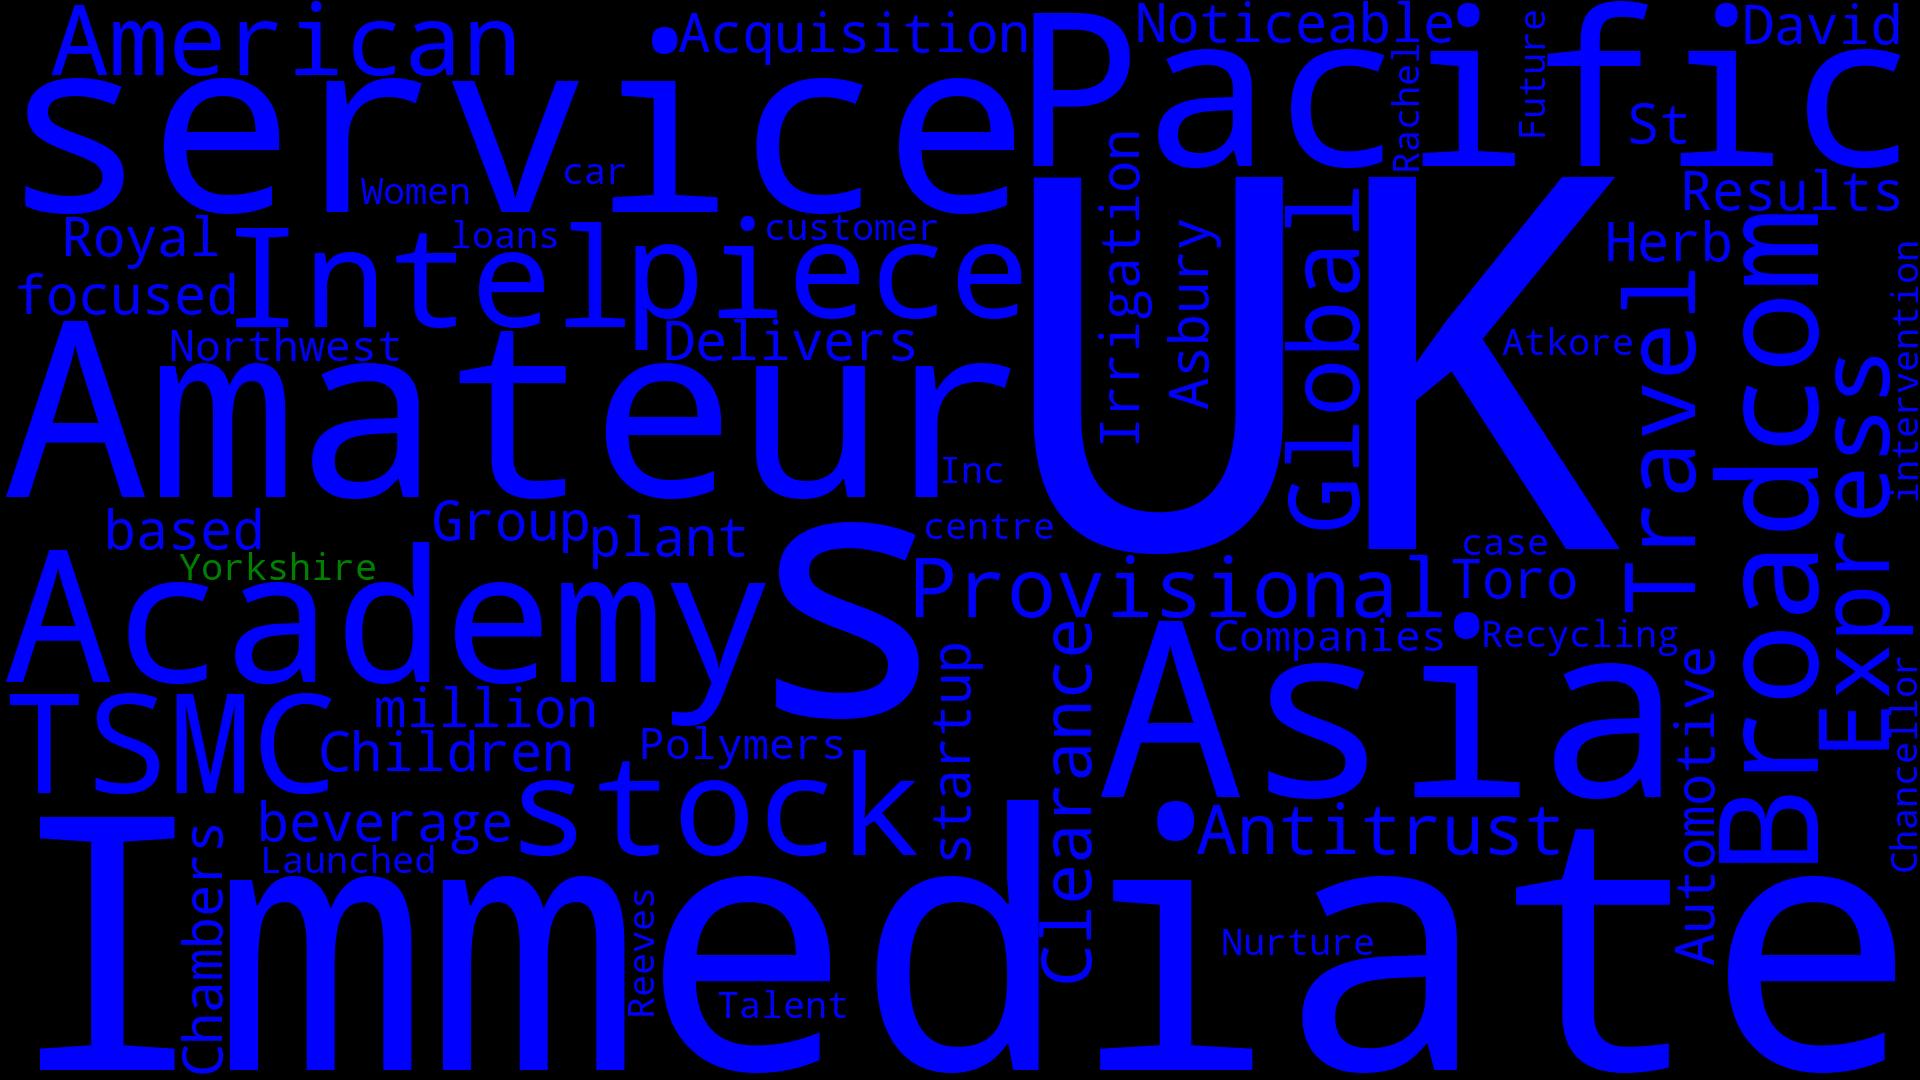 American
Acquisition
Noticeable
David
Pacific
service
Rachel
Future
St
Women
car
Irrigation
UK
Results
Royal
Intel
loans
piece
customer
Asbury
Global
Herb
Broadcom
focused
Northwest
Delivers
Atkore
Travel
Express
intervention
Amateur
Inc
based
Group
plant
s
centre
case
Yorkshire
Academy
Provisional
Toro
Companies
Recycling
TSMC
million
Children
Polymers
startup
Clearance
Asia
Automotive
Chancellor
beverage
stock
Antitrust
Launched
Chambers
Immediate
Reeves
Talent
Nurture